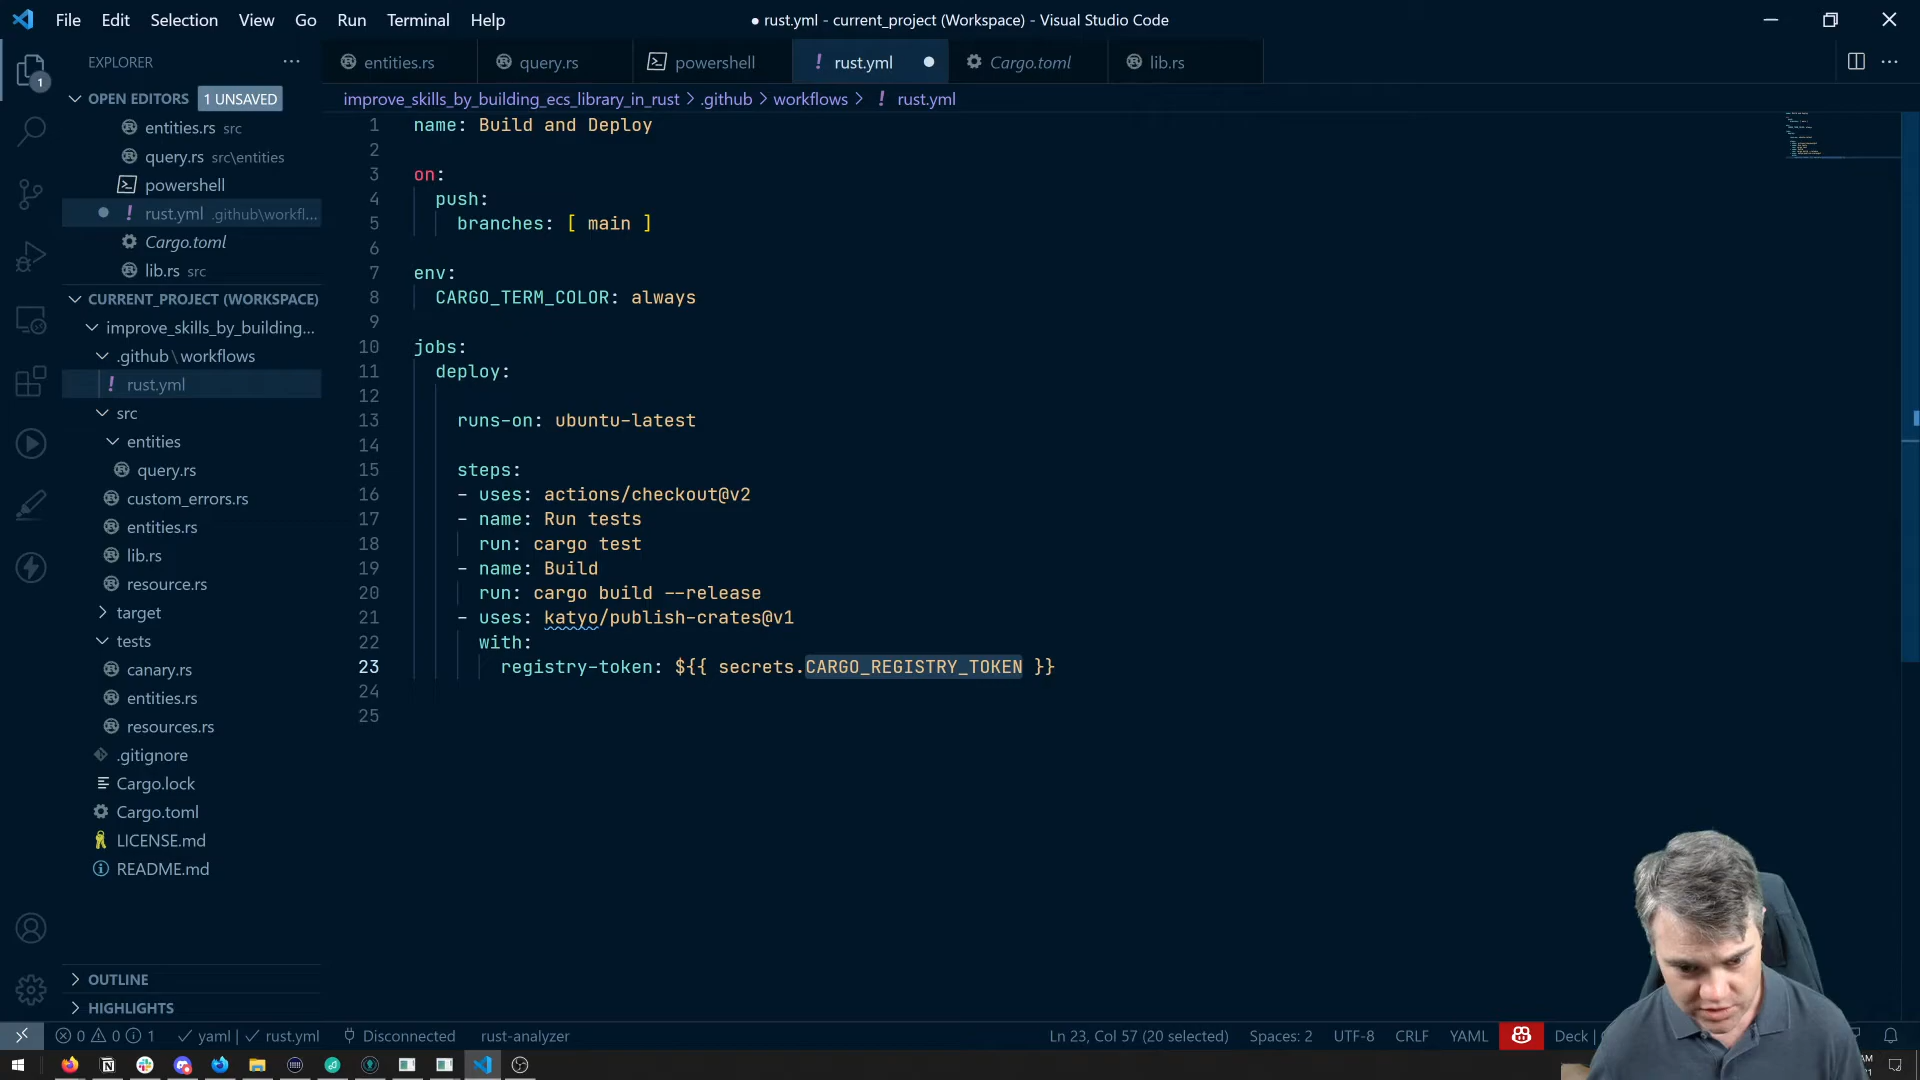 File Edit Selection View Go Run Terminal Help
● rust.yml - current_project (Workspace) - Visual Studio Code
EXPLORER
entities.rs
query.rs
powershell
rust.yml
Cargo.toml
lib.rs
1
OPEN EDITORS 1 UNSAVED
entities.rs src
query.rs src\entities
powershell
rust.yml .github\workfl...
Cargo.toml
lib.rs src
CURRENT_PROJECT (WORKSPACE)
improve_skills_by_building...
.github\workflows
rust.yml
src
entities
query.rs
custom_errors.rs
entities.rs
lib.rs
resource.rs
target
tests
canary.rs
entities.rs
resources.rs
.gitignore
Cargo.lock
Cargo.toml
LICENSE.md
README.md
OUTLINE
HIGHLIGHTS
improve_skills_by_building_ecs_library_in_rust > .github > workflows > ! rust.yml
1 name: Build and Deploy
2
3 on:
4 push:
5 branches: [ main ]
6
7 env:
8 CARGO_TERM_COLOR: always
9
10 jobs:
11 deploy:
12
13 runs-on: ubuntu-latest
14
15 steps:
16 - uses: actions/checkout@v2
17 - name: Run tests
18 run: cargo test
19 - name: Build
20 run: cargo build --release
21 - uses: katyo/publish-crates@v1
22 with:
23 registry-token: ${{ secrets.CARGO_REGISTRY_TOKEN }}
24
25
0 0 1 yaml | rust.yml Disconnected rust-analyzer
Ln 23, Col 57 (20 selected) Spaces: 2 UTF-8 CRLF YAML Deck